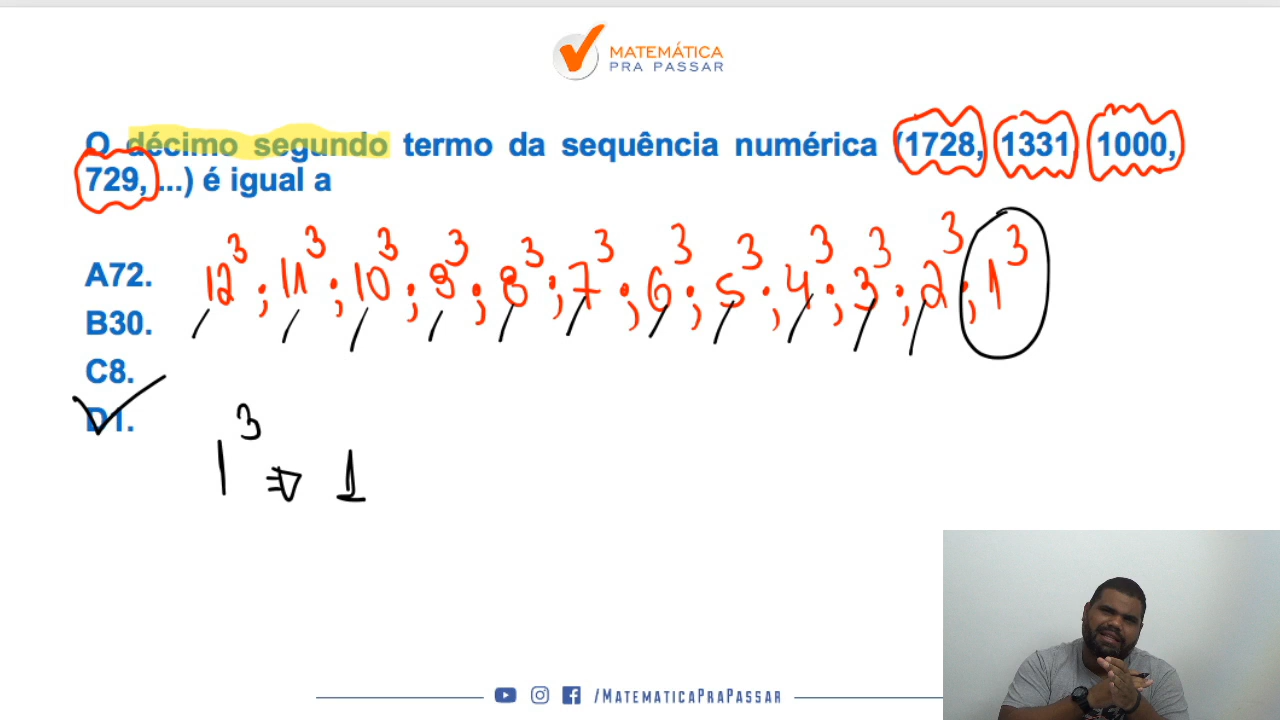 MATEMÁTICA
PRA PASSAR
O décimo segundo termo da sequência numérica (1728, 1331, 1000,
729, ...) é igual a
12³ ; 11³ ; 10³ ; 9³ ; 8³ ; 7³ ; 6³ ; 5³ ; 4³ ; 3³ ; 2³ ; 1³
A72.
B30.
C8.
D1.
1³ ⇒ 1
/MATEMATICAPRAPASSAR